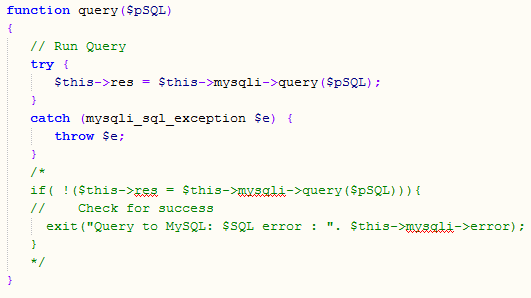 function query($pSQL)
{
// Run Query
try {
$this->res = $this->mysqli->query($pSQL);
}
catch (mysqli_sql_exception $e) {
throw $e;
}
/*
if( !($this->res = $this->mysqli->query($pSQL))){
//    Check for success
exit("Query to MySQL: $SQL error : ". $this->mysqli->error);
}
*/
}